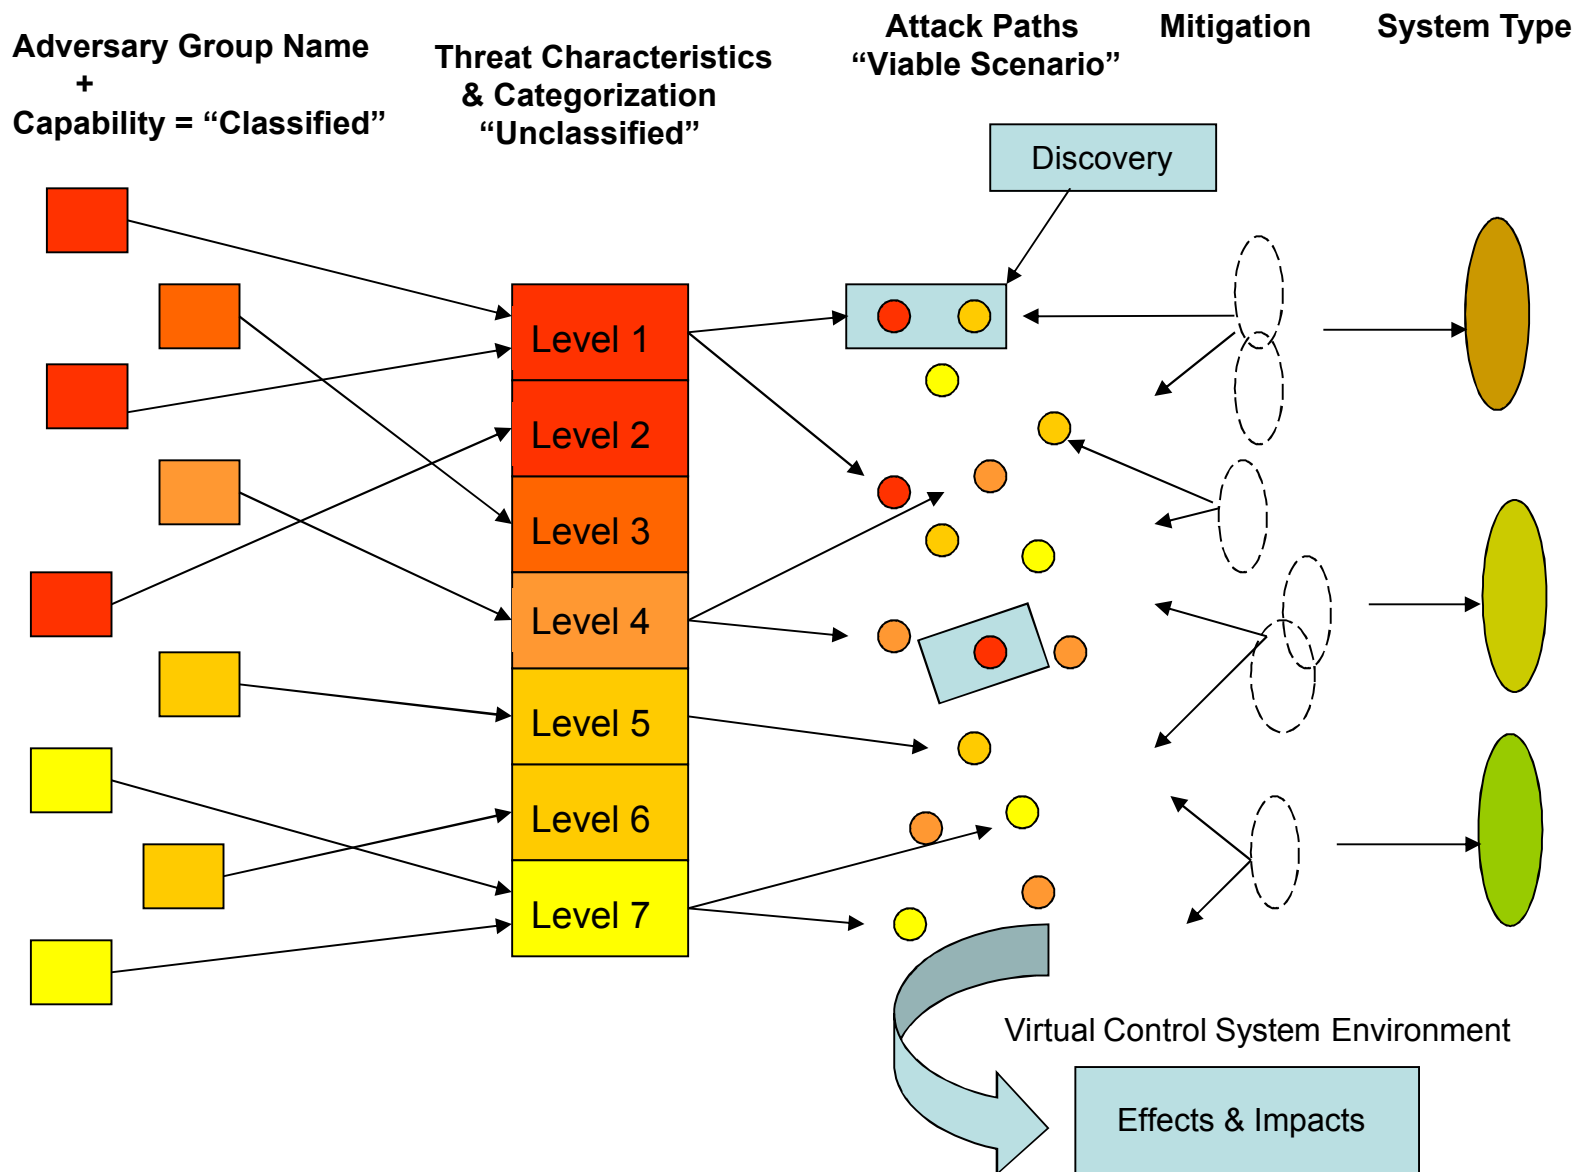 Adversary Group Name
+
Capability = “Classified”
Threat Characteristics
& Categorization
“Unclassified”
Attack Paths
“Viable Scenario”
Mitigation
System Type
Discovery
Level 1
Level 2
Level 3
Level 4
Level 5
Level 6
Level 7
Virtual Control System Environment
Effects & Impacts